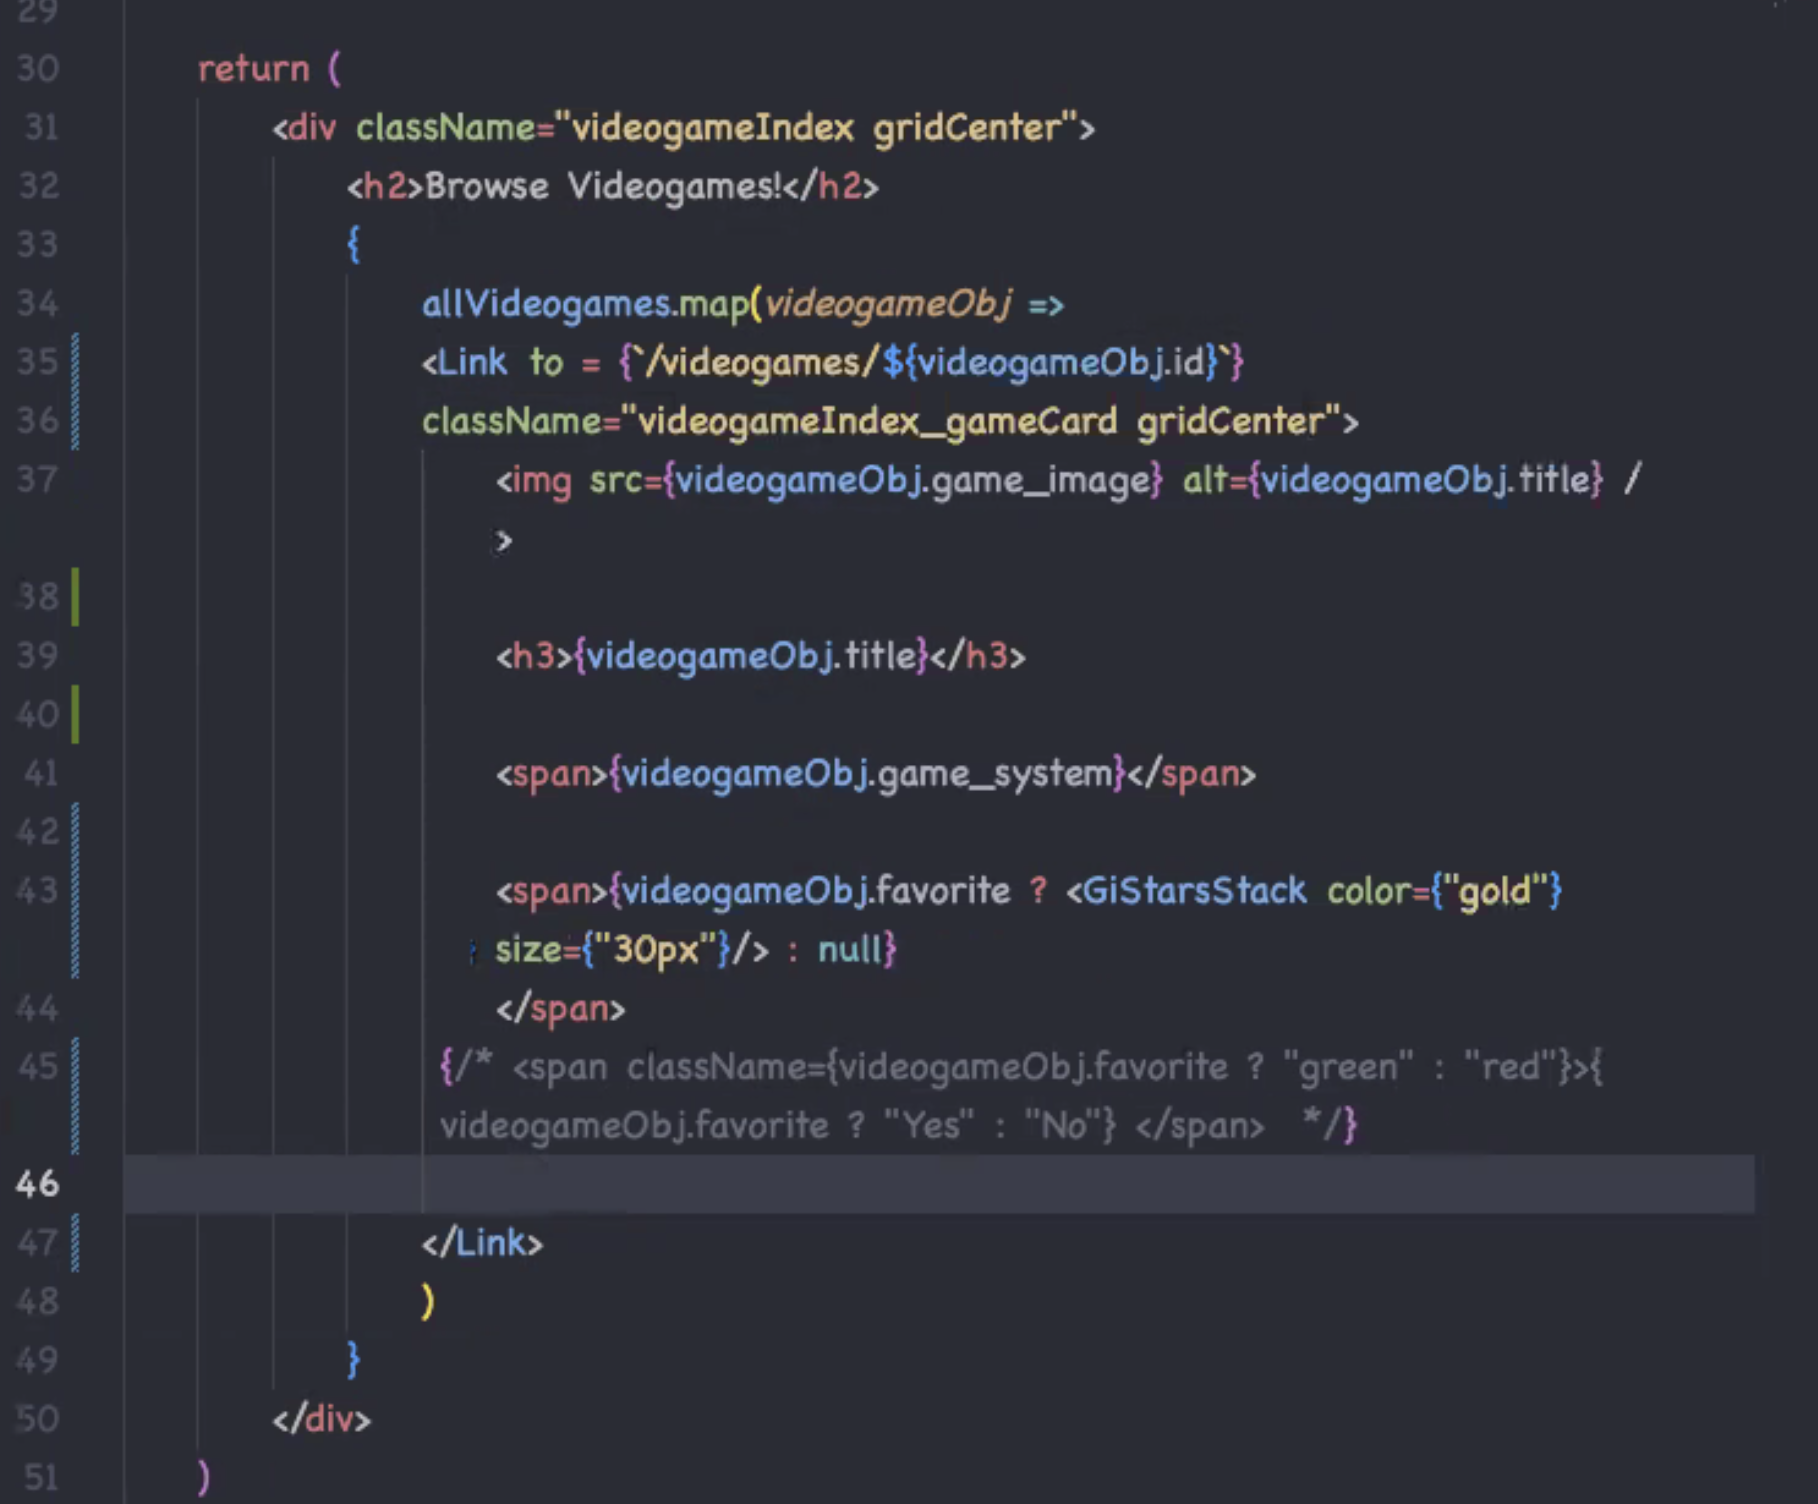 29
30 return (
31 <div className="videogameIndex gridCenter">
32 <h2>Browse Videogames!</h2>
33 {
34 allVideogames.map(videogameObj =>
35 <Link to = {`/videogames/${videogameObj.id}`}
36 className="videogameIndex_gameCard gridCenter">
37 <img src={videogameObj.game_image} alt={videogameObj.title} /
>
38
39 <h3>{videogameObj.title}</h3>
40
41 <span>{videogameObj.game_system}</span>
42
43 <span>{videogameObj.favorite ? <GiStarsStack color={"gold"}
size={"30px"}/> : null}
44 </span>
45 {/* <span className={videogameObj.favorite ? "green" : "red"}>{
videogameObj.favorite ? "Yes" : "No"} </span>  */}
46
47 </Link>
48 )
49 }
50 </div>
51 )